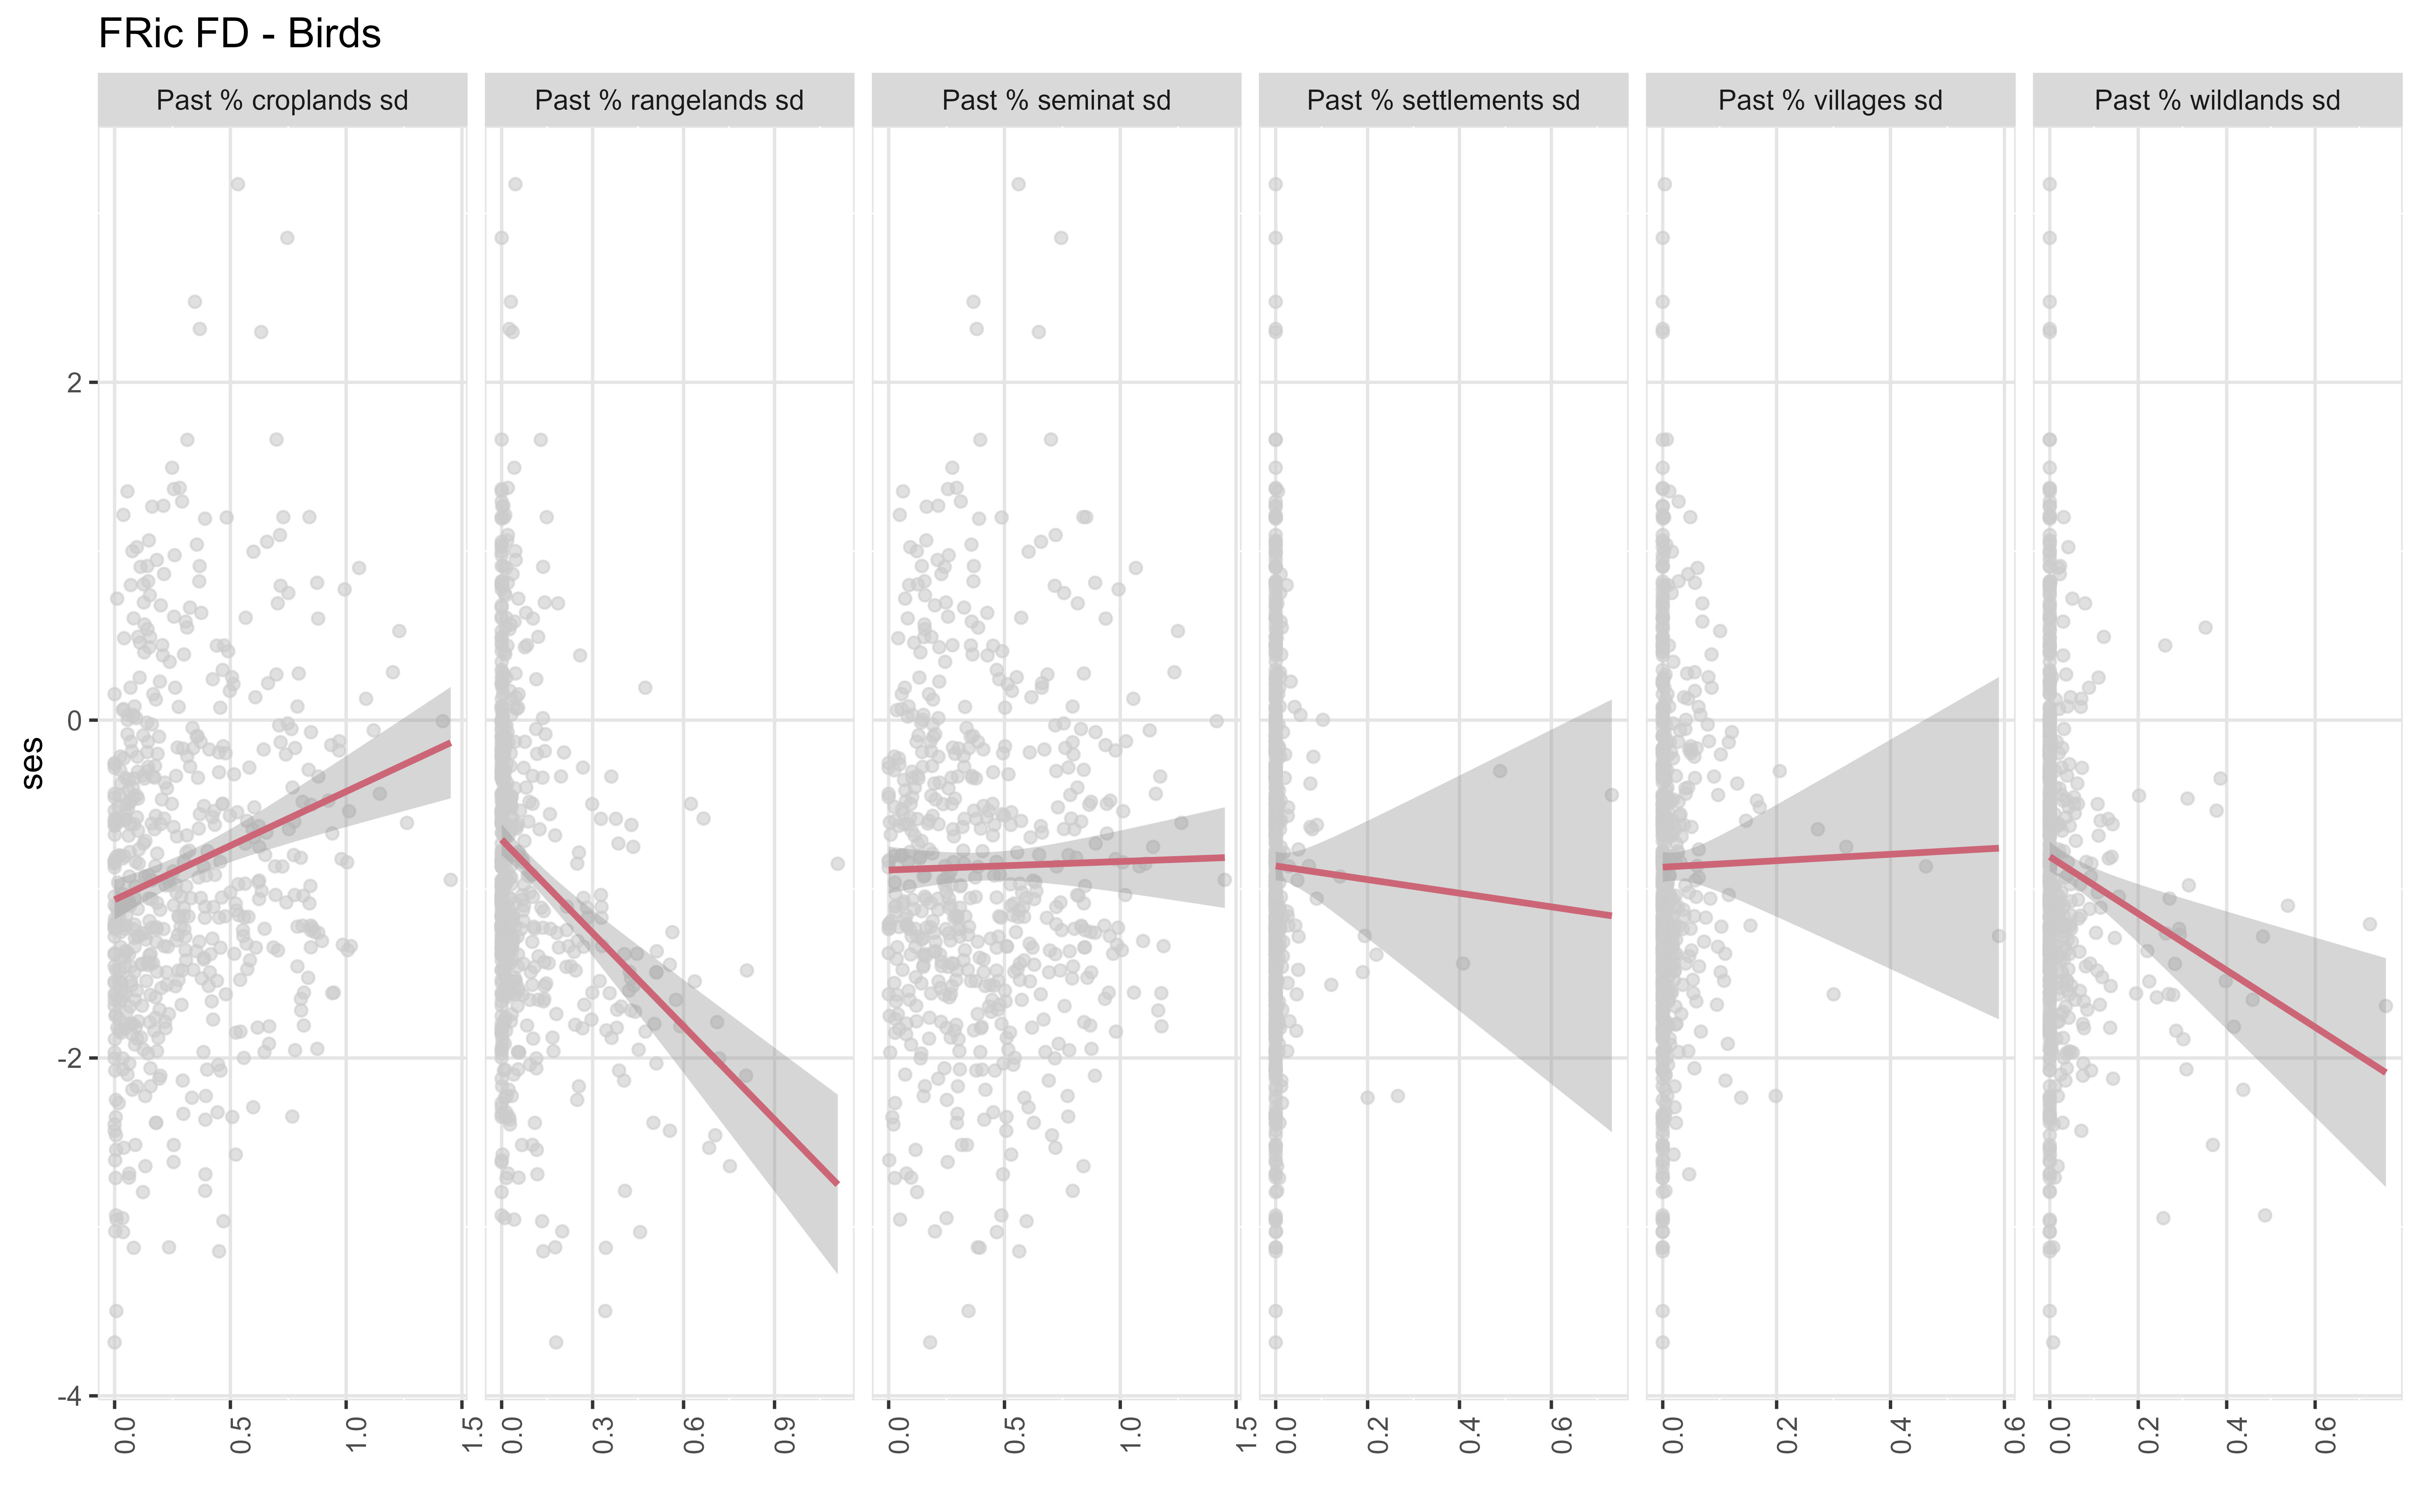 FRic FD - Birds
Past % croplands sd Past % rangelands sd Past % seminat sd Past % settlements sd Past % villages sd Past % wildlands sd
2
0
-2
-4
ses
0.0 0.5 1.0 1.5 0.0 0.3 0.6 0.9 0.0 0.5 1.0 1.5 0.0 0.2 0.4 0.6 0.0 0.2 0.4 0.6 0.0 0.2 0.4 0.6